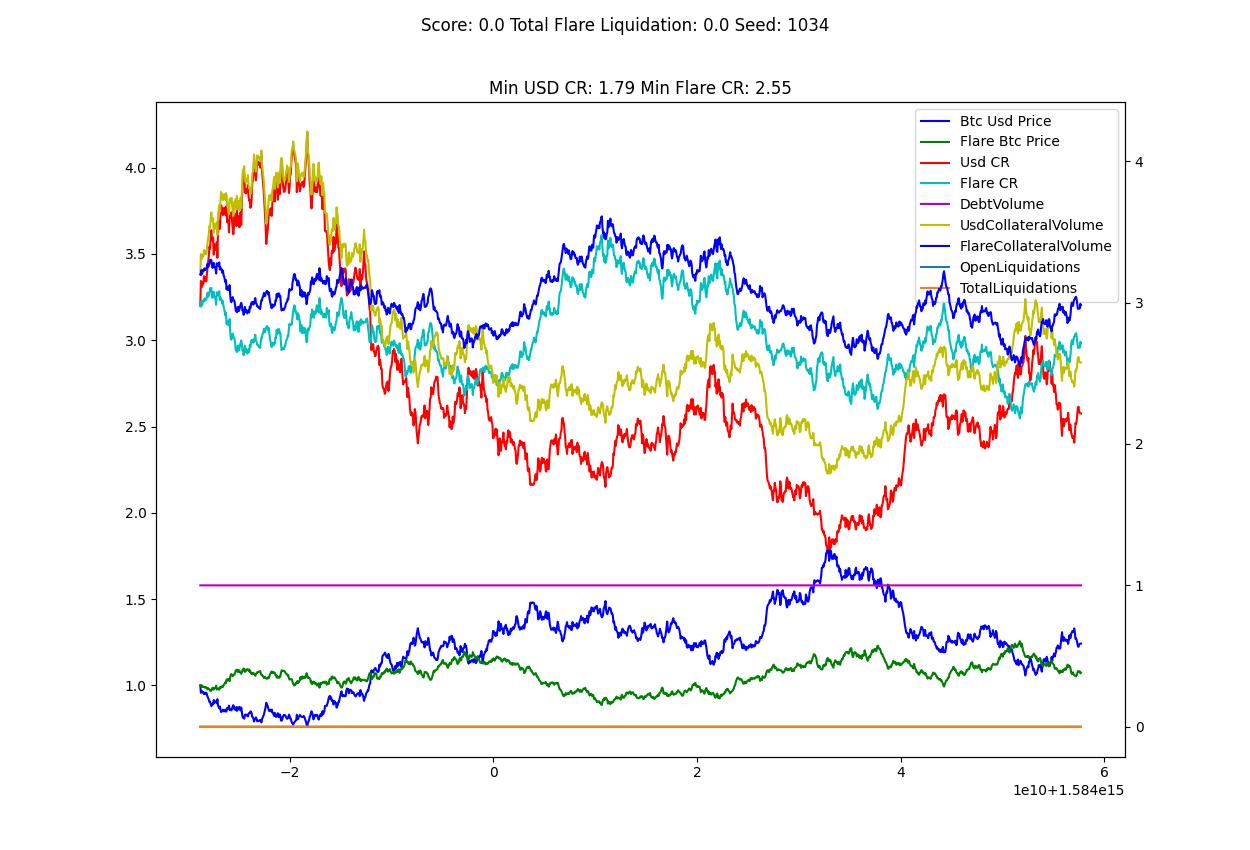 Score: 0.0 Total Flare Liquidation: 0.0 Seed: 1034
Min USD CR: 1.79 Min Flare CR: 2.55
Btc Usd Price
Flare Btc Price
Usd CR
Flare CR
DebtVolume
UsdCollateralVolume
FlareCollateralVolume
OpenLiquidations
TotalLiquidations
4.0
3.5
3.0
2.5
2.0
1.5
1.0
4
3
2
1
0
−2
0
2
4
6
1e10+1.584e15